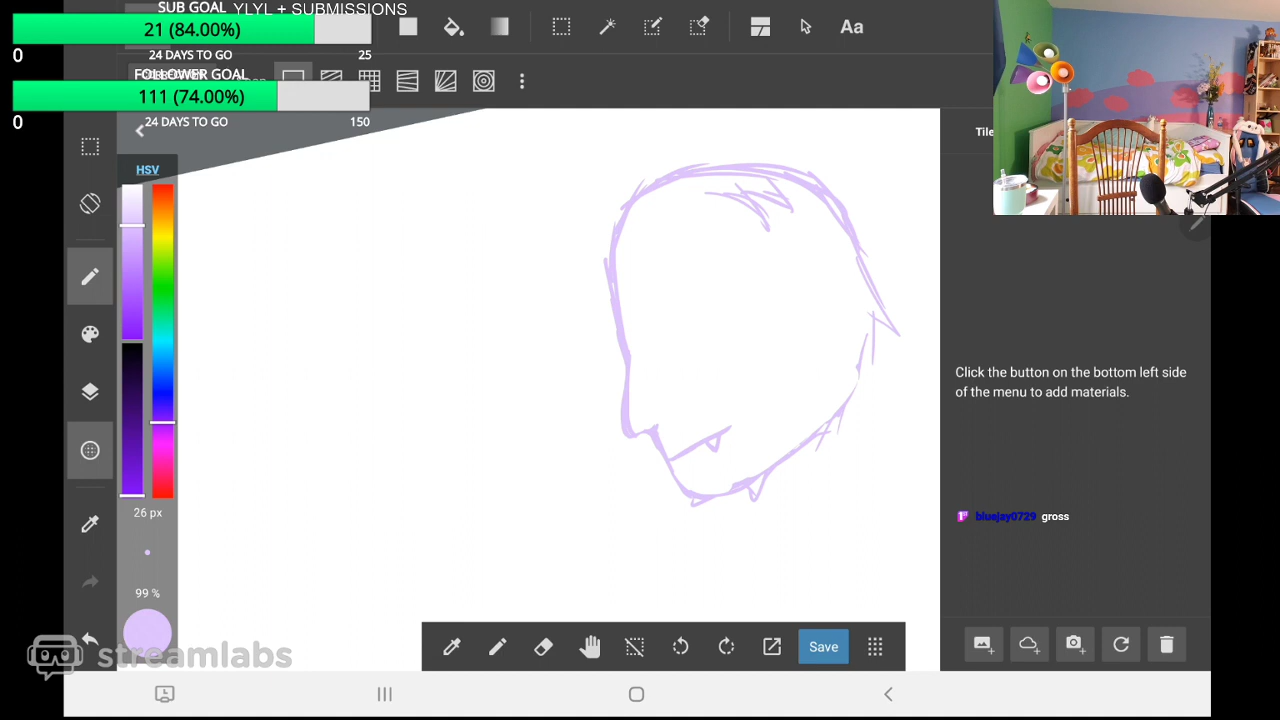 SUB GOAL YLYL + SUBMISSIONS
21 (84.00%)
0 24 DAYS TO GO 25
FOLLOWER GOAL
111 (74.00%)
0 24 DAYS TO GO 150
Aa
HSV
Tile
26 px
99 %
Click the button on the bottom left side
of the menu to add materials.
bluejay0729 gross
Save
streamlabs